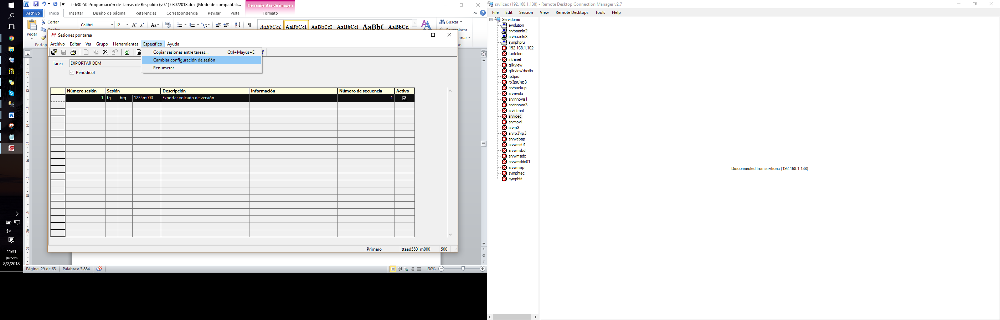 IT-630-50 Programación de Tareas de Respaldo (v0.1) 08022018.doc [Modo de compatibili...
Herramientas de imagen
Archivo Inicio Insertar Diseño de página Referencias Correspondencia Revisar Vista Formato
Cortar
Pegar
Calibri 12
AaBbCcI AaBbCcI AaBbCcI AaBbCcI AaBb( AaBbCcI
Buscar
Portap
Sesiones por tarea
Archivo Editar Ver Grupo Herramientas Específico Ayuda
Copiar sesiones entre tareas... Ctrl+Mayús+E
Cambiar configuración de sesión
Renumerar
Tarea EXPORTAR DEM
Periódicol
Número sesión Sesión Descripción Información Número de secuencia Activo
1 tg brg 1235m000 Exportar volcado de versión 1
Primero ttaad5501m000 500
Página: 29 de 63 Palabras: 3.884 130%
11:31
jueves
8/2/2018
srvlicec (192.168.1.138) - Remote Desktop Connection Manager v2.7
File Edit Session View Remote Desktops Tools Help
Servidores
evolution
srvbaanln2
srvbaanln3
symphpru
192.168.1.102
factelec
intranet
qlikview
qlikview\berlin
rp3pru
rp3pru\rp3
srvbackup
srvevolu
srvinnova1
srvinnova3
srvintrant
srvlicec
srvmovil
srvrp3
srvrp3\rp3
srvwebap
srvwms01
srvwmsbd
srvwmsidx
srvwmsidx01
srvwmsrp
symphtec
symphtri
Disconnected from srvlicec (192.168.1.138)